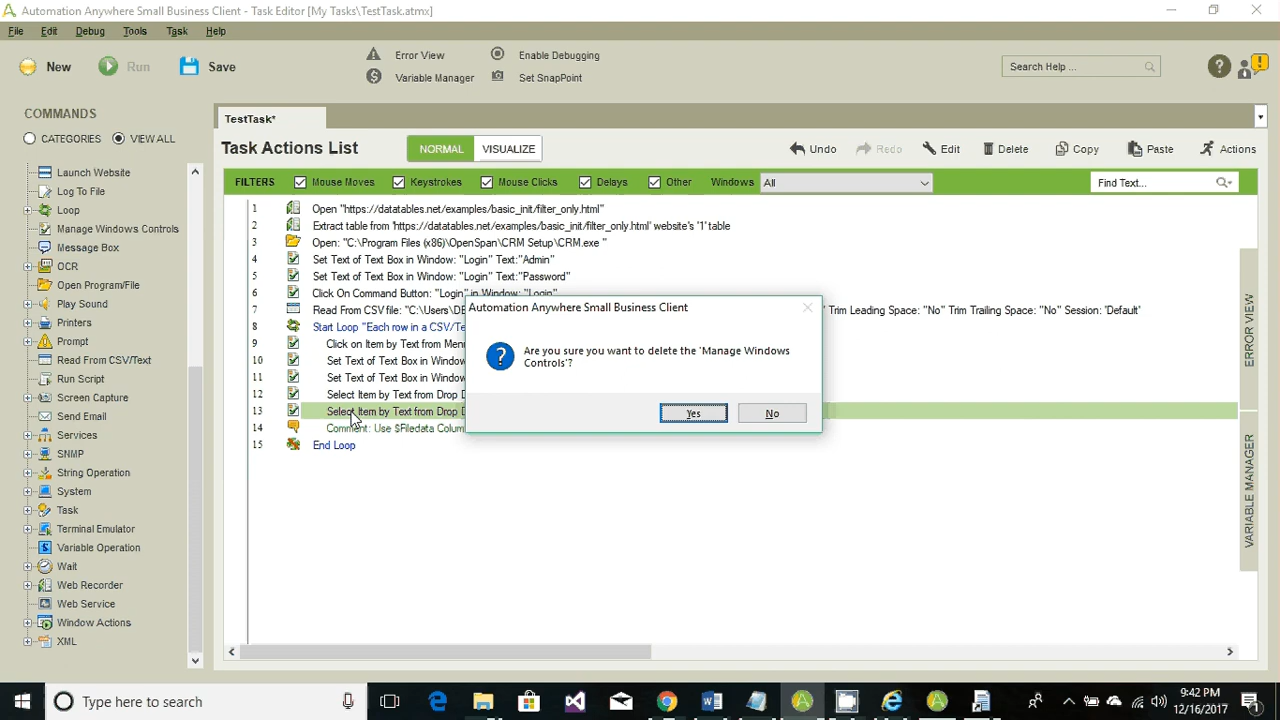 Automation Anywhere Small Business Client - Task Editor [My Tasks\TestTask.atmx]
File Edit Debug Tools Task Help
New Run Save
Error View Enable Debugging
Variable Manager Set SnapPoint
Search Help ...
COMMANDS
CATEGORIES VIEW ALL
Launch Website
Log To File
Loop
Manage Windows Controls
Message Box
OCR
Open Program/File
Play Sound
Printers
Prompt
Read From CSV/Text
Run Script
Screen Capture
Send Email
Services
SNMP
String Operation
System
Task
Terminal Emulator
Variable Operation
Wait
Web Recorder
Web Service
Window Actions
XML
TestTask*
Task Actions List NORMAL VISUALIZE
Undo Redo Edit Delete Copy Paste Actions
FILTERS Mouse Moves Keystrokes Mouse Clicks Delays Other Windows All Find Text...
1 Open "https://datatables.net/examples/basic_init/filter_only.html"
2 Extract table from 'https://datatables.net/examples/basic_init/filter_only.html' website's '1' table
3 Open: "C:\Program Files (x86)\OpenSpan\CRM Setup\CRM.exe "
4 Set Text of Text Box in Window: "Login" Text:"Admin"
5 Set Text of Text Box in Window: "Login" Text:"Password"
6 Click On Command Button: "Login" in Window: "Login"
7 Read From CSV file: "C:\Users\DE Trim Leading Space: "No" Trim Trailing Space: "No" Session: 'Default'
8 Start Loop "Each row in a CSV/Te
9 Click on Item by Text from Menu
10 Set Text of Text Box in Window
11 Set Text of Text Box in Window
12 Select Item by Text from Drop D
13 Select Item by Text from Drop D
14 Comment: Use $Filedata Colum
15 End Loop
Automation Anywhere Small Business Client
Are you sure you want to delete the 'Manage Windows
Controls'?
Yes No
ERROR VIEW
VARIABLE MANAGER
Type here to search
9:42 PM
12/16/2017